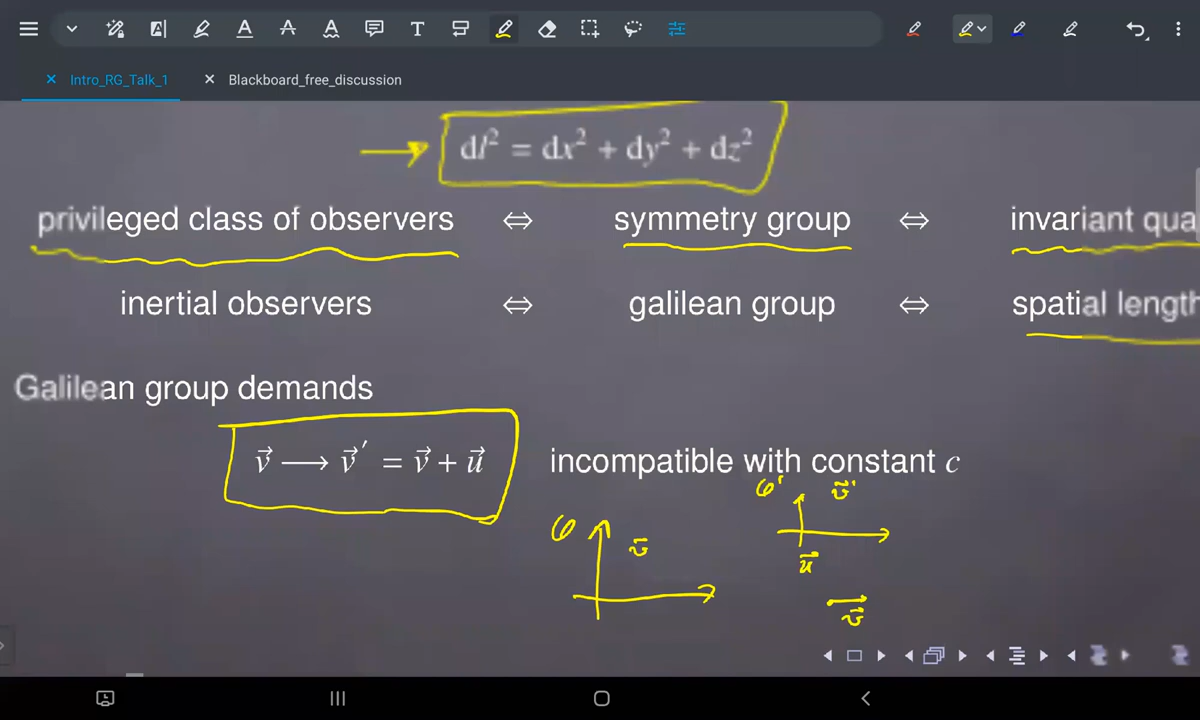 Intro_RG_Talk_1
Blackboard_free_discussion
dl² = dx² + dy² + dz²
privileged class of observers ⇔ symmetry group ⇔ invariant qua
inertial observers ⇔ galilean group ⇔ spatial length
Galilean group demands
v⃗ ⟶ v⃗′ = v⃗ + u⃗ incompatible with constant c
v⃗′
v⃗
u⃗
v⃗